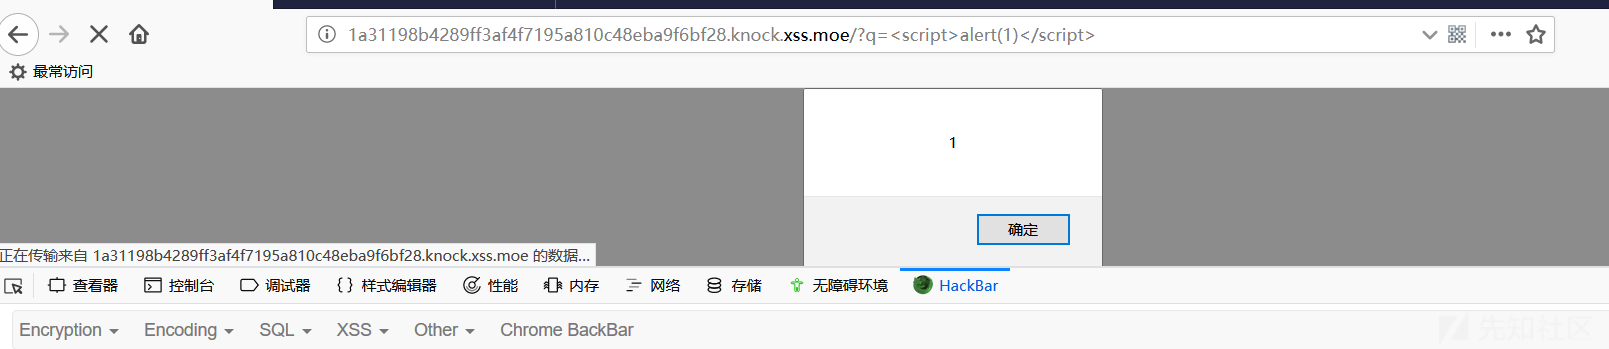 1a31198b4289ff3af4f7195a810c48eba9f6bf28.knock.xss.moe/?q=<script>alert(1)</script>
最常访问
1
确定
正在传输来自 1a31198b4289ff3af4f7195a810c48eba9f6bf28.knock.xss.moe 的数据...
查看器 控制台 调试器 {} 样式编辑器 性能 内存 网络 存储 无障碍环境 HackBar
Encryption Encoding SQL XSS Other Chrome BackBar
先知社区